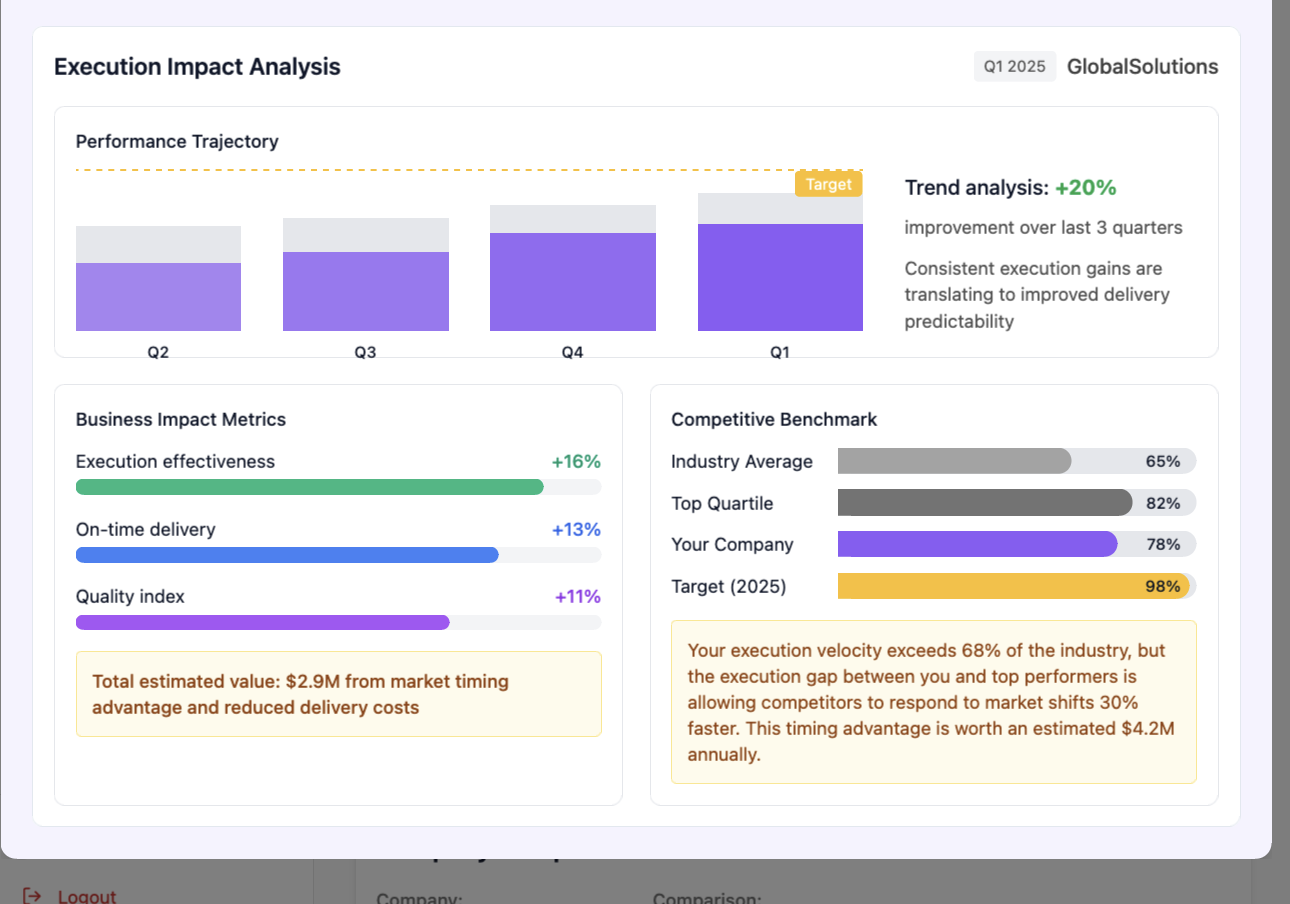 Execution Impact Analysis
Q1 2025 GlobalSolutions
Performance Trajectory
Target
Q2
Q3
Q4
Q1
Trend analysis: +20%
improvement over last 3 quarters
Consistent execution gains are
translating to improved delivery
predictability
Business Impact Metrics
Execution effectiveness +16%
On-time delivery +13%
Quality index +11%
Total estimated value: $2.9M from market timing
advantage and reduced delivery costs
Competitive Benchmark
Industry Average 65%
Top Quartile 82%
Your Company 78%
Target (2025) 98%
Your execution velocity exceeds 68% of the industry, but
the execution gap between you and top performers is
allowing competitors to respond to market shifts 30%
faster. This timing advantage is worth an estimated $4.2M
annually.
Logout
Company:
Comparison: